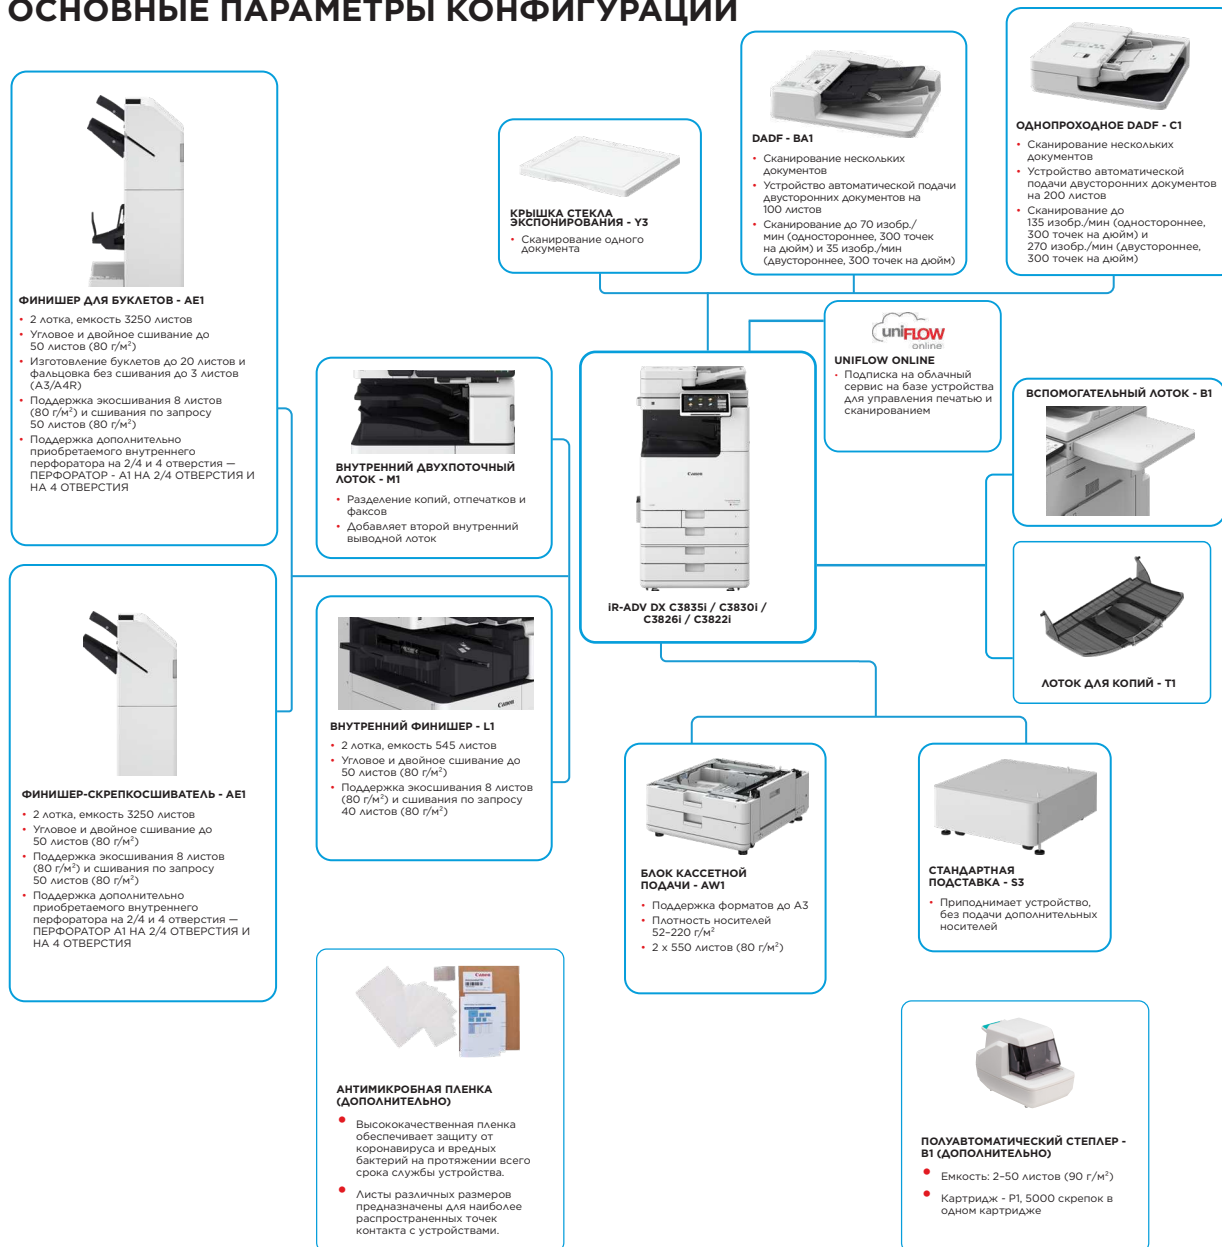 ОСНОВНЫЕ ПАРАМЕТРЫ КОНФИГУРАЦИИ
ФИНИШЕР ДЛЯ БУКЛЕТОВ - AE1
• 2 лотка, емкость 3250 листов
• Угловое и двойное сшивание до
50 листов (80 г/м²)
• Изготовление буклетов до 20 листов и
фальцовка без сшивания до 3 листов
(A3/A4R)
• Поддержка экосшивания 8 листов
(80 г/м²) и сшивания по запросу
50 листов (80 г/м²)
• Поддержка дополнительно
приобретаемого внутреннего
перфоратора на 2/4 и 4 отверстия —
ПЕРФОРАТОР - A1 НА 2/4 ОТВЕРСТИЯ И
НА 4 ОТВЕРСТИЯ
ФИНИШЕР-СКРЕПКОСШИВАТЕЛЬ - AE1
• 2 лотка, емкость 3250 листов
• Угловое и двойное сшивание до
50 листов (80 г/м²)
• Поддержка экосшивания 8 листов
(80 г/м²) и сшивания по запросу
50 листов (80 г/м²)
• Поддержка дополнительно
приобретаемого внутреннего
перфоратора на 2/4 и 4 отверстия —
ПЕРФОРАТОР A1 НА 2/4 ОТВЕРСТИЯ И
НА 4 ОТВЕРСТИЯ
КРЫШКА СТЕКЛА
ЭКСПОНИРОВАНИЯ - Y3
• Сканирование одного
документа
DADF - BA1
• Сканирование нескольких
документов
• Устройство автоматической подачи
двусторонних документов на
100 листов
• Сканирование до 70 изобр./
мин (одностороннее, 300 точек
на дюйм) и 35 изобр./мин
(двустороннее, 300 точек на дюйм)
ОДНОПРОХОДНОЕ DADF - C1
• Сканирование нескольких
документов
• Устройство автоматической
подачи двусторонних документов
на 200 листов
• Сканирование до
135 изобр./мин (одностороннее,
300 точек на дюйм) и
270 изобр./мин (двустороннее,
300 точек на дюйм)
uniFLOW
online
UNIFLOW ONLINE
• Подписка на облачный
сервис на базе устройства
для управления печатью и
сканированием
ВНУТРЕННИЙ ДВУХПОТОЧНЫЙ
ЛОТОК - M1
• Разделение копий, отпечатков и
факсов
• Добавляет второй внутренний
выводной лоток
Canon
iR-ADV DX C3835i / C3830i /
C3826i / C3822i
ВСПОМОГАТЕЛЬНЫЙ ЛОТОК - B1
ЛОТОК ДЛЯ КОПИЙ - T1
Canon
ВНУТРЕННИЙ ФИНИШЕР - L1
• 2 лотка, емкость 545 листов
• Угловое и двойное сшивание до
50 листов (80 г/м²)
• Поддержка экосшивания 8 листов
(80 г/м²) и сшивания по запросу
40 листов (80 г/м²)
БЛОК КАССЕТНОЙ
ПОДАЧИ - AW1
• Поддержка форматов до A3
• Плотность носителей
52–220 г/м²
• 2 x 550 листов (80 г/м²)
СТАНДАРТНАЯ
ПОДСТАВКА - S3
• Приподнимает устройство,
без подачи дополнительных
носителей
Canon
АНТИМИКРОБНАЯ ПЛЕНКА
(ДОПОЛНИТЕЛЬНО)
• Высококачественная пленка
обеспечивает защиту от
коронавируса и вредных
бактерий на протяжении всего
срока службы устройства.
• Листы различных размеров
предназначены для наиболее
распространенных точек
контакта с устройствами.
ПОЛУАВТОМАТИЧЕСКИЙ СТЕПЛЕР -
B1 (ДОПОЛНИТЕЛЬНО)
• Емкость: 2–50 листов (90 г/м²)
• Картридж - P1, 5000 скрепок в
одном картридже